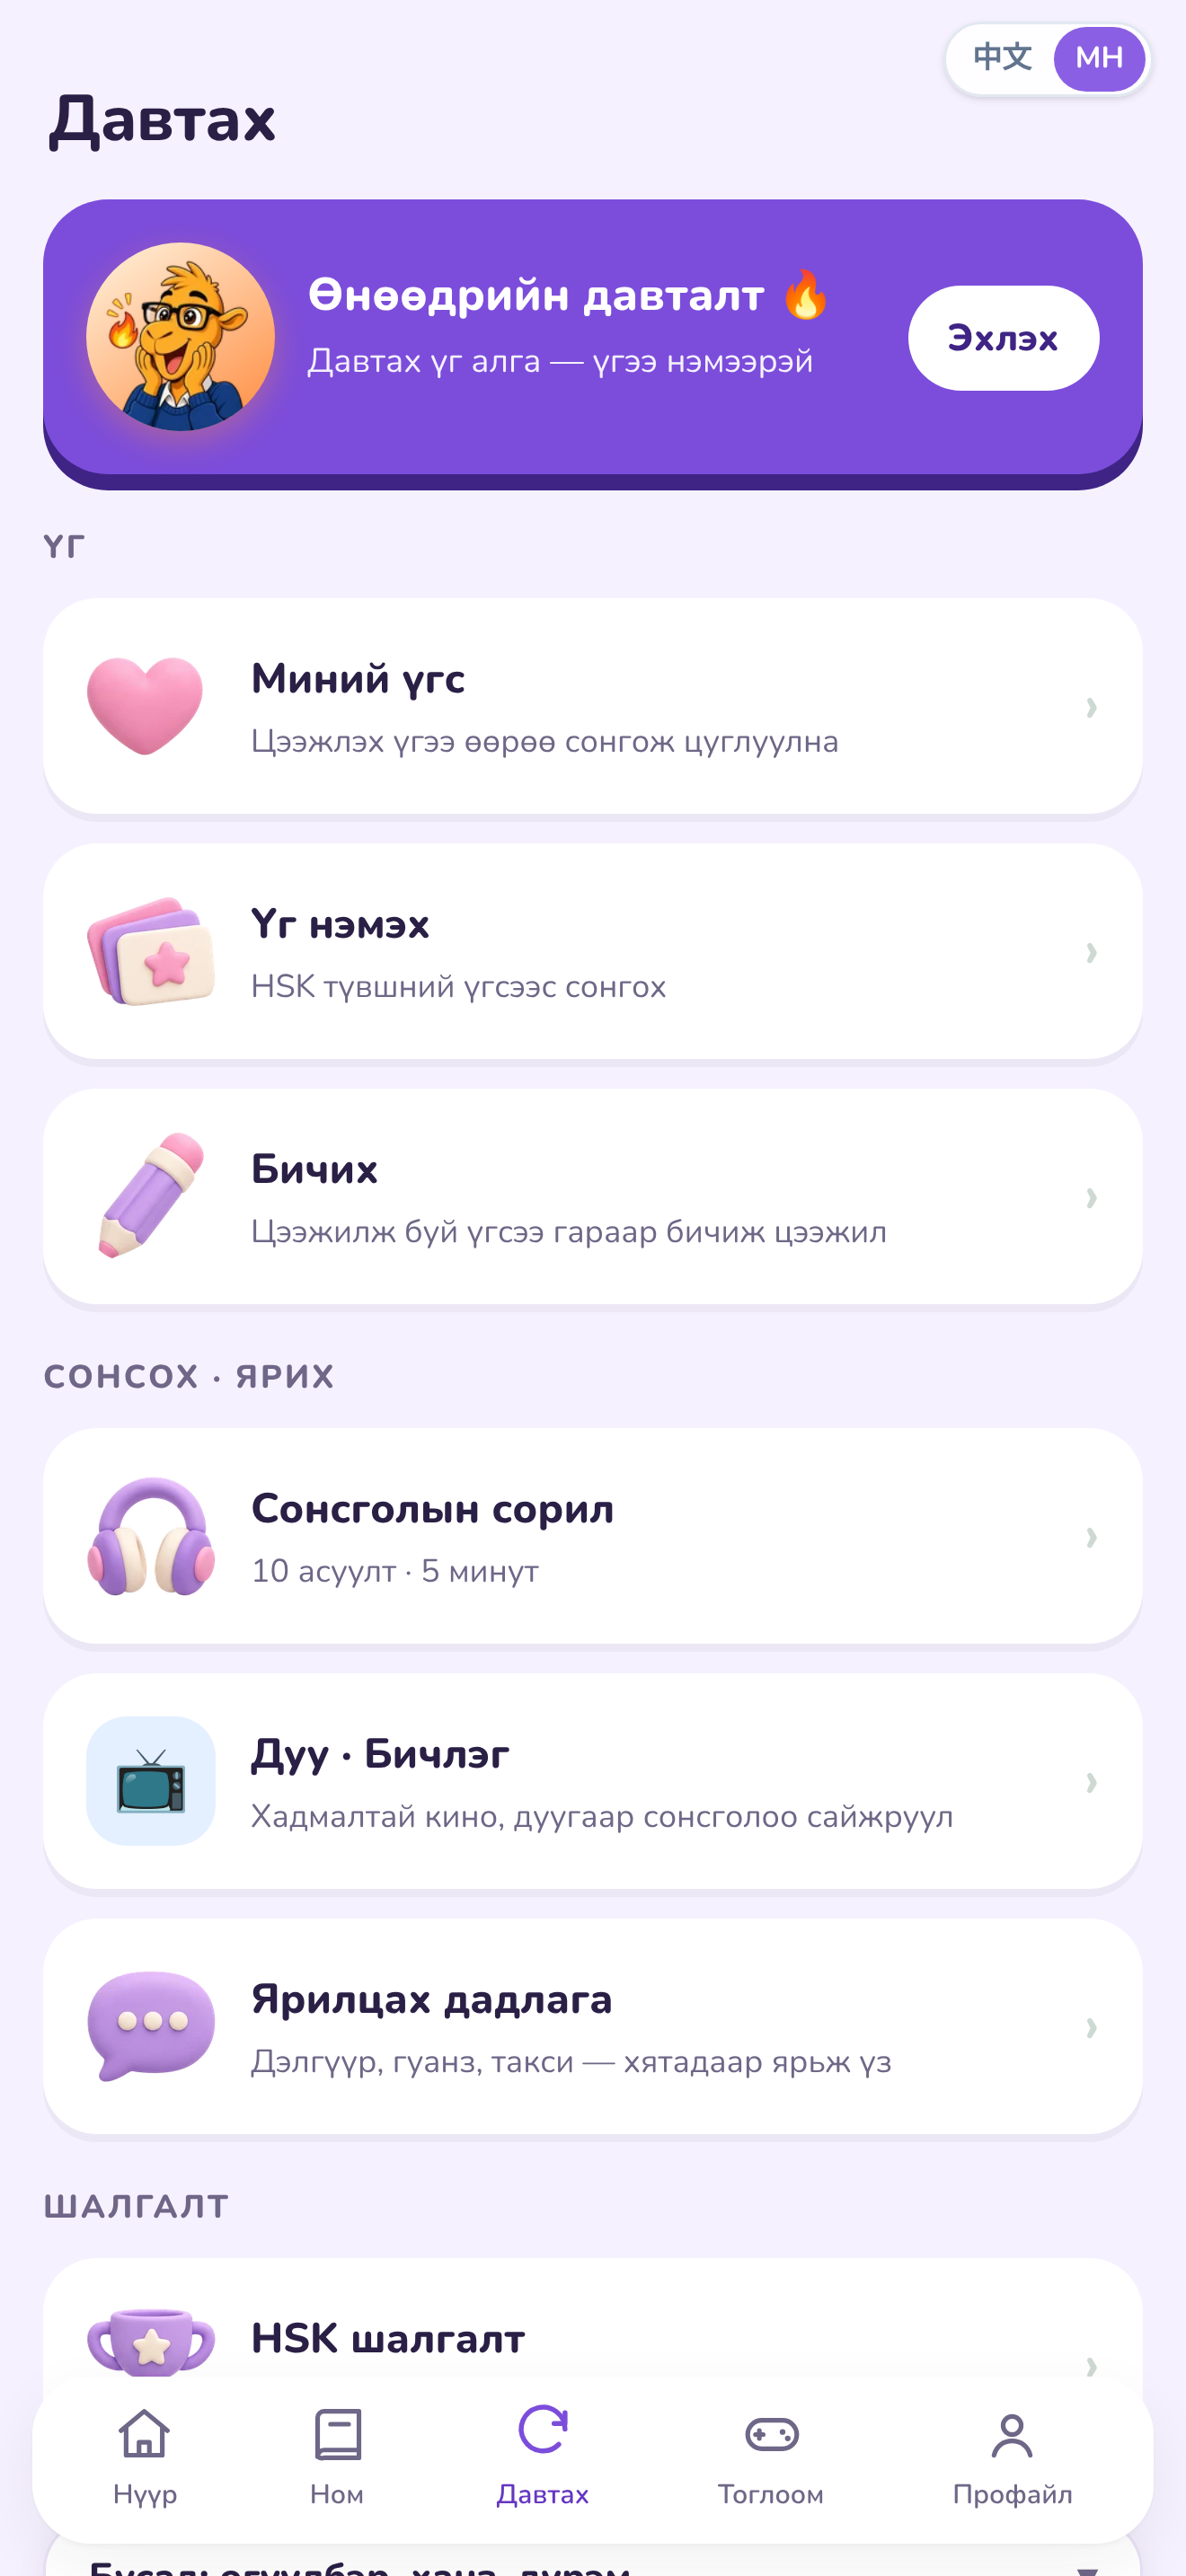 中文 MH
Давтах
Өнөөдрийн давталт 🔥
Давтах үг алга — үгээ нэмээрэй
Эхлэх
ҮГ
Миний үгс
Цээжлэх үгээ өөрөө сонгож цуглуулна
Үг нэмэх
HSK түвшний үгсээс сонгох
Бичих
Цээжилж буй үгсээ гараар бичиж цээжил
СОНСОХ · ЯРИХ
Сонсголын сорил
10 асуулт · 5 минут
Дуу · Бичлэг
Хадмалтай кино, дуугаар сонсголоо сайжруул
Ярилцах дадлага
Дэлгүүр, гуанз, такси — хятадаар ярьж үз
ШАЛГАЛТ
HSK шалгалт
Нүүр Ном Давтах Тоглоом Профайл